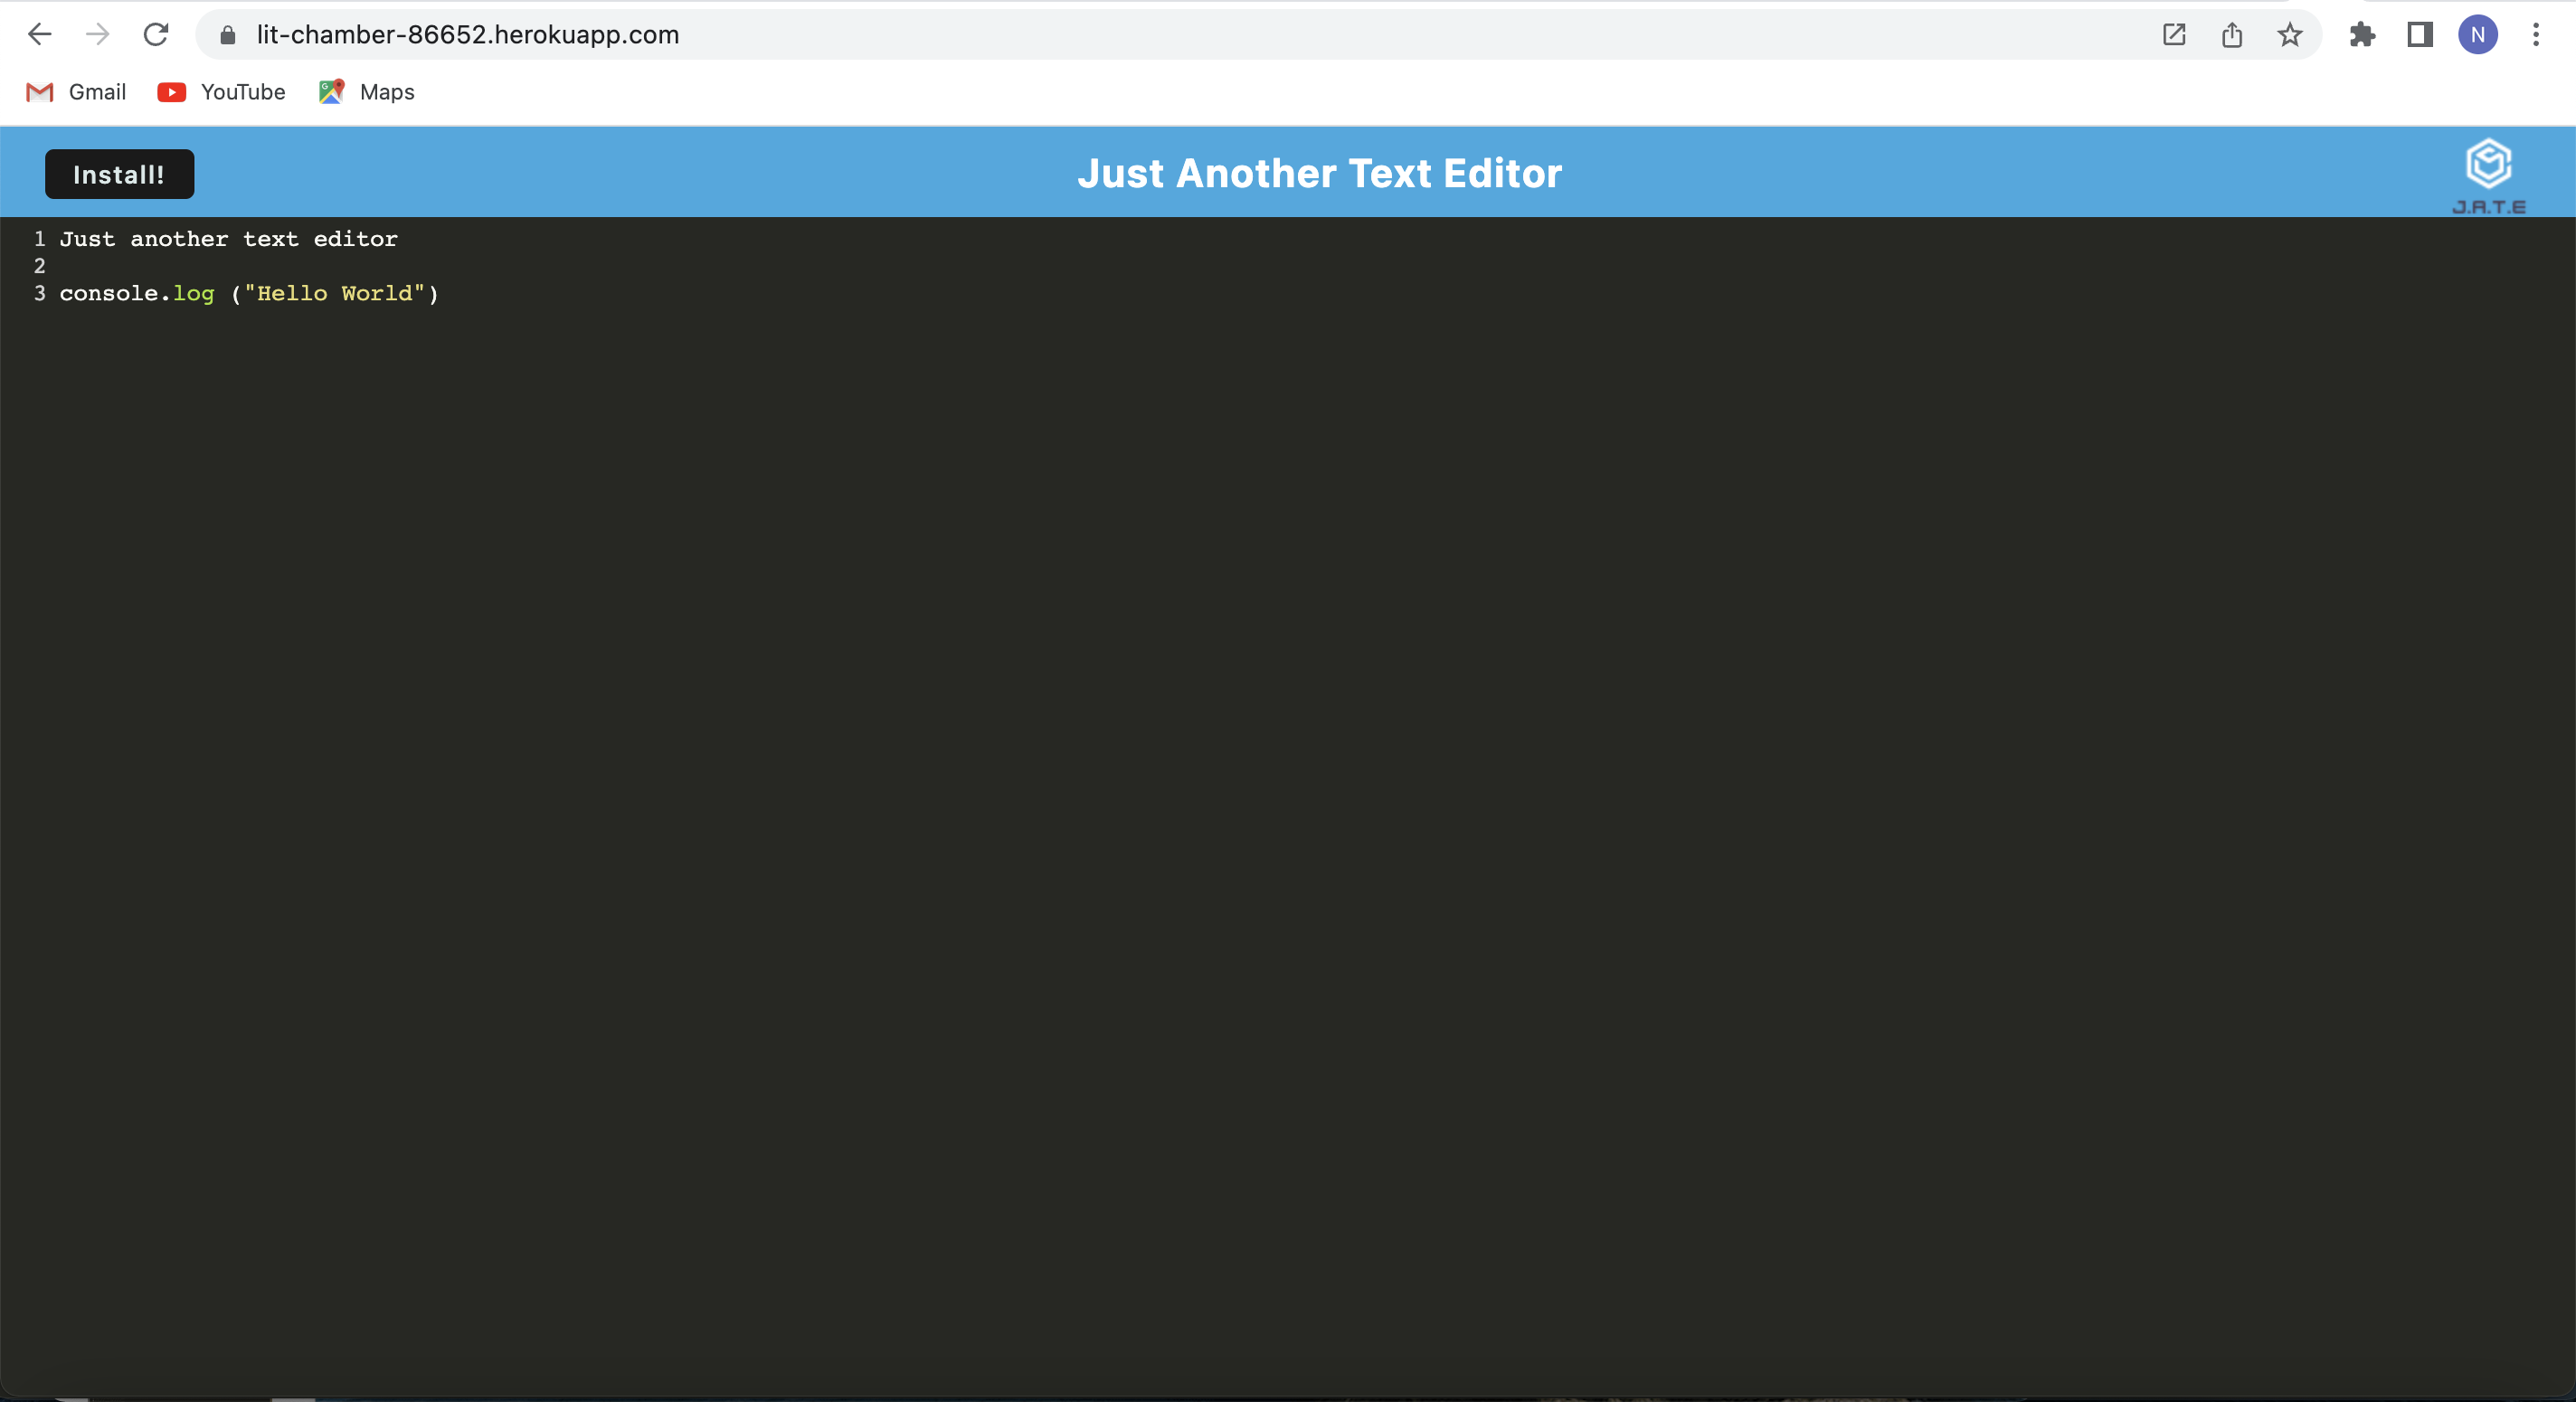 lit-chamber-86652.herokuapp.com
N
Gmail YouTube Maps
Install!
Just Another Text Editor
J.A.T.E
1 Just another text editor
2
3 console.log ("Hello World")